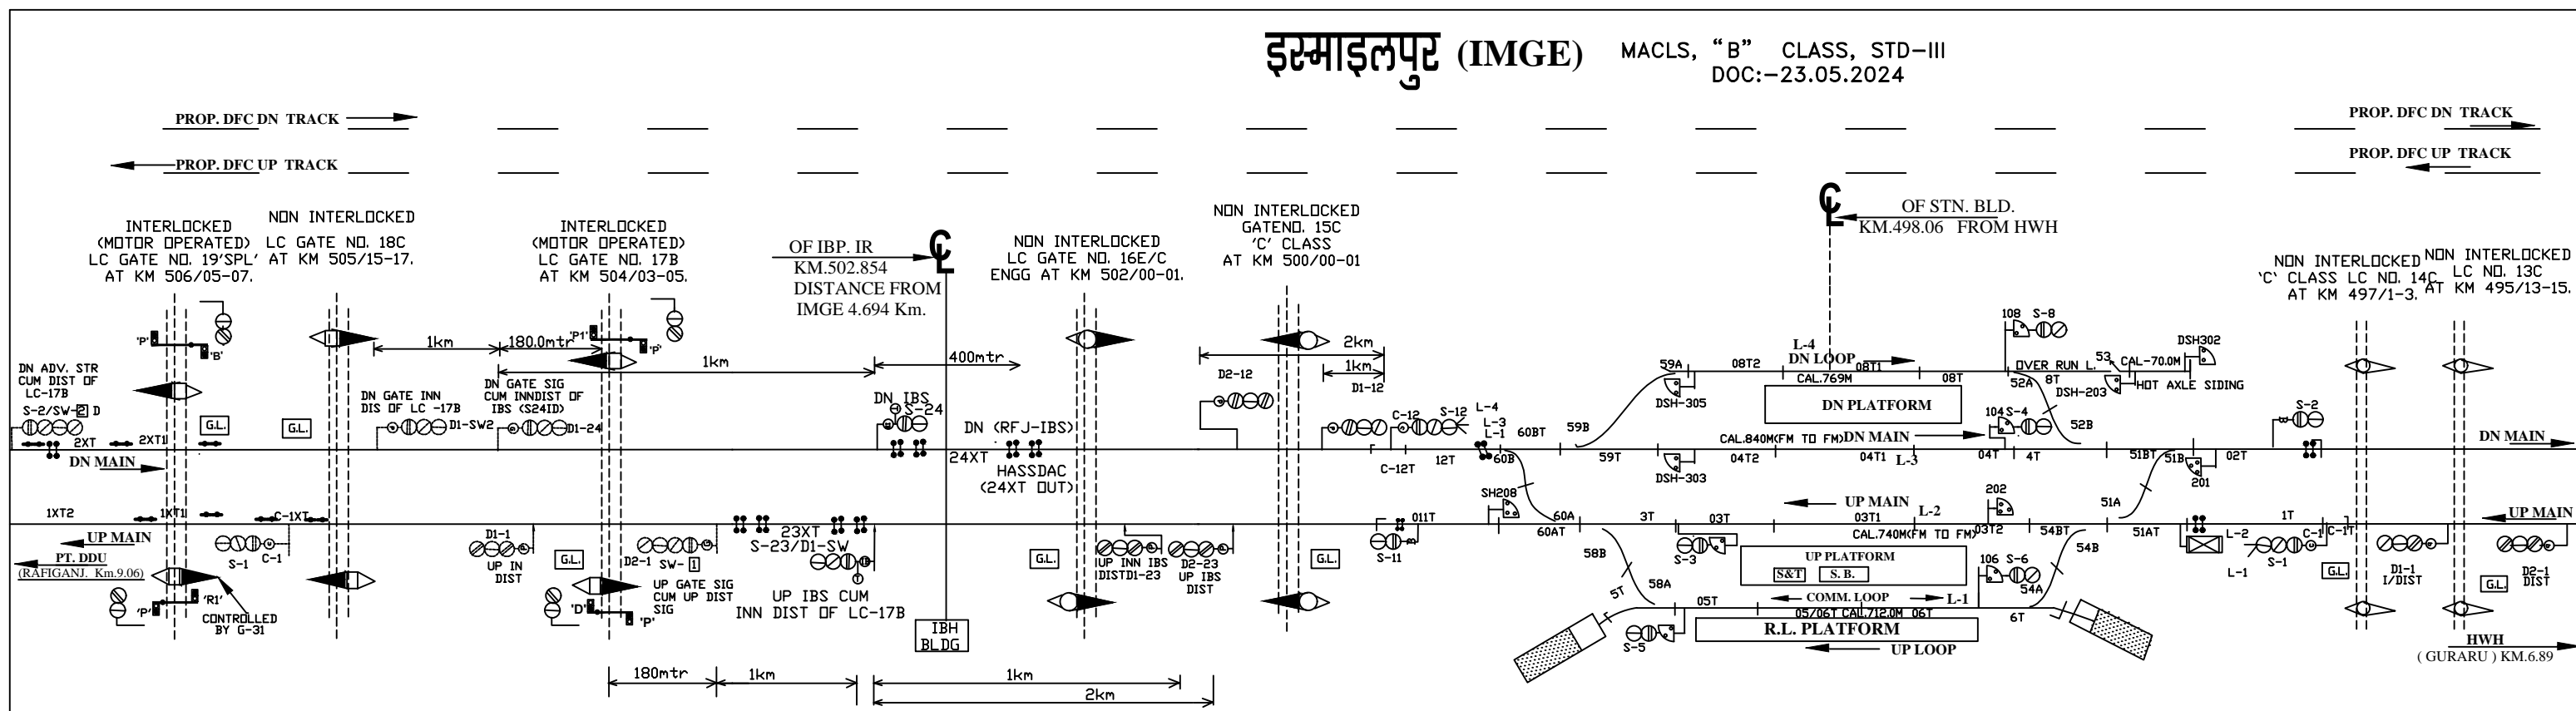 इस्माइलपुर (IMGE) MACLS, “B” CLASS, STD-III
DOC:-23.05.2024
PROP. DFC DN TRACK
PROP. DFC DN TRACK
PROP. DFC UP TRACK
PROP. DFC UP TRACK
INTERLOCKED
(MOTOR OPERATED)
LC GATE NO. 19'SPL'
AT KM 506/05-07.
NON INTERLOCKED
LC GATE NO. 18C
AT KM 505/15-17.
INTERLOCKED
(MOTOR OPERATED)
LC GATE NO. 17B
AT KM 504/03-05.
OF IBP. IR
KM.502.854
DISTANCE FROM
IMGE 4.694 Km.
NON INTERLOCKED
LC GATE NO. 16E/C
ENGG AT KM 502/00-01.
NON INTERLOCKED
GATENO. 15C
'C' CLASS
AT KM 500/00-01
OF STN. BLD.
KM.498.06 FROM HWH
NON INTERLOCKED
'C' CLASS LC NO. 14C
AT KM 497/1-3.
NON INTERLOCKED
LC NO. 13C
AT KM 495/13-15.
'P'
'B'
'P1'
'P'
1km
180.0mtr
1km
400mtr
2km
1km
DN ADV. STR
CUM DIST OF
LC-17B
S-2/SW-2 D
2XT
2XT1
G.L.
G.L.
DN GATE INN
DIS OF LC -17B
D1-SW2
DN GATE SIG
CUM INNDIST OF
IBS (S24ID)
D1-24
DN IBS
S-24
DN (RFJ-IBS)
24XT
HASSDAC
(24XT OUT)
D2-12
D1-12
C-12
S-12
L-4
L-3
L-1
C-12T
12T
60B
60BT
59B
59A
59T
DSH-305
DSH-303
08T2
L-4
DN LOOP
08T1
CAL.769M
08T
DN PLATFORM
108
S-8
OVER RUN L.
53
CAL-70.0M
DSH302
52A
8T
DSH-203
HOT AXLE SIDING
104
S-4
52B
CAL.840M(FM TO FM)
DN MAIN
04T2
04T1
L-3
04T
4T
51BT
51B
201
02T
S-2
DN MAIN
DN MAIN
1XT2
1XT1
C-1XT
UP MAIN
PT. DDU
(RAFIGANJ. Km.9.06)
S-1
C-1
'P'
'R1'
CONTROLLED
BY G-31
D1-1
UP IN
DIST
G.L.
D2-1
SW- 1
UP GATE SIG
CUM UP DIST
SIG
'D'
'P'
23XT
S-23/D1-SW
UP IBS CUM
INN DIST OF LC-17B
IBH
BLDG
G.L.
UP INN IBS
DISTD1-23
D2-23
UP IBS
DIST
G.L.
S-11
011T
SH208
60A
60AT
58B
58A
5T
3T
03T
UP MAIN
L-2
03T1
CAL.740M(FM TO FM)
03T2
202
54BT
51A
51AT
S-3
UP PLATFORM
S&T
S. B.
106
S-6
54A
54B
COMM. LOOP
L-1
05T
05/06T CAL.712.0M
06T
6T
R.L. PLATFORM
UP LOOP
S-5
L-2
L-1
S-1
C-1
C-1T
1T
G.L.
D1-1
I/DIST
D2-1
DIST
G.L.
UP MAIN
HWH
( GURARU ) KM.6.89
180mtr
1km
1km
2km